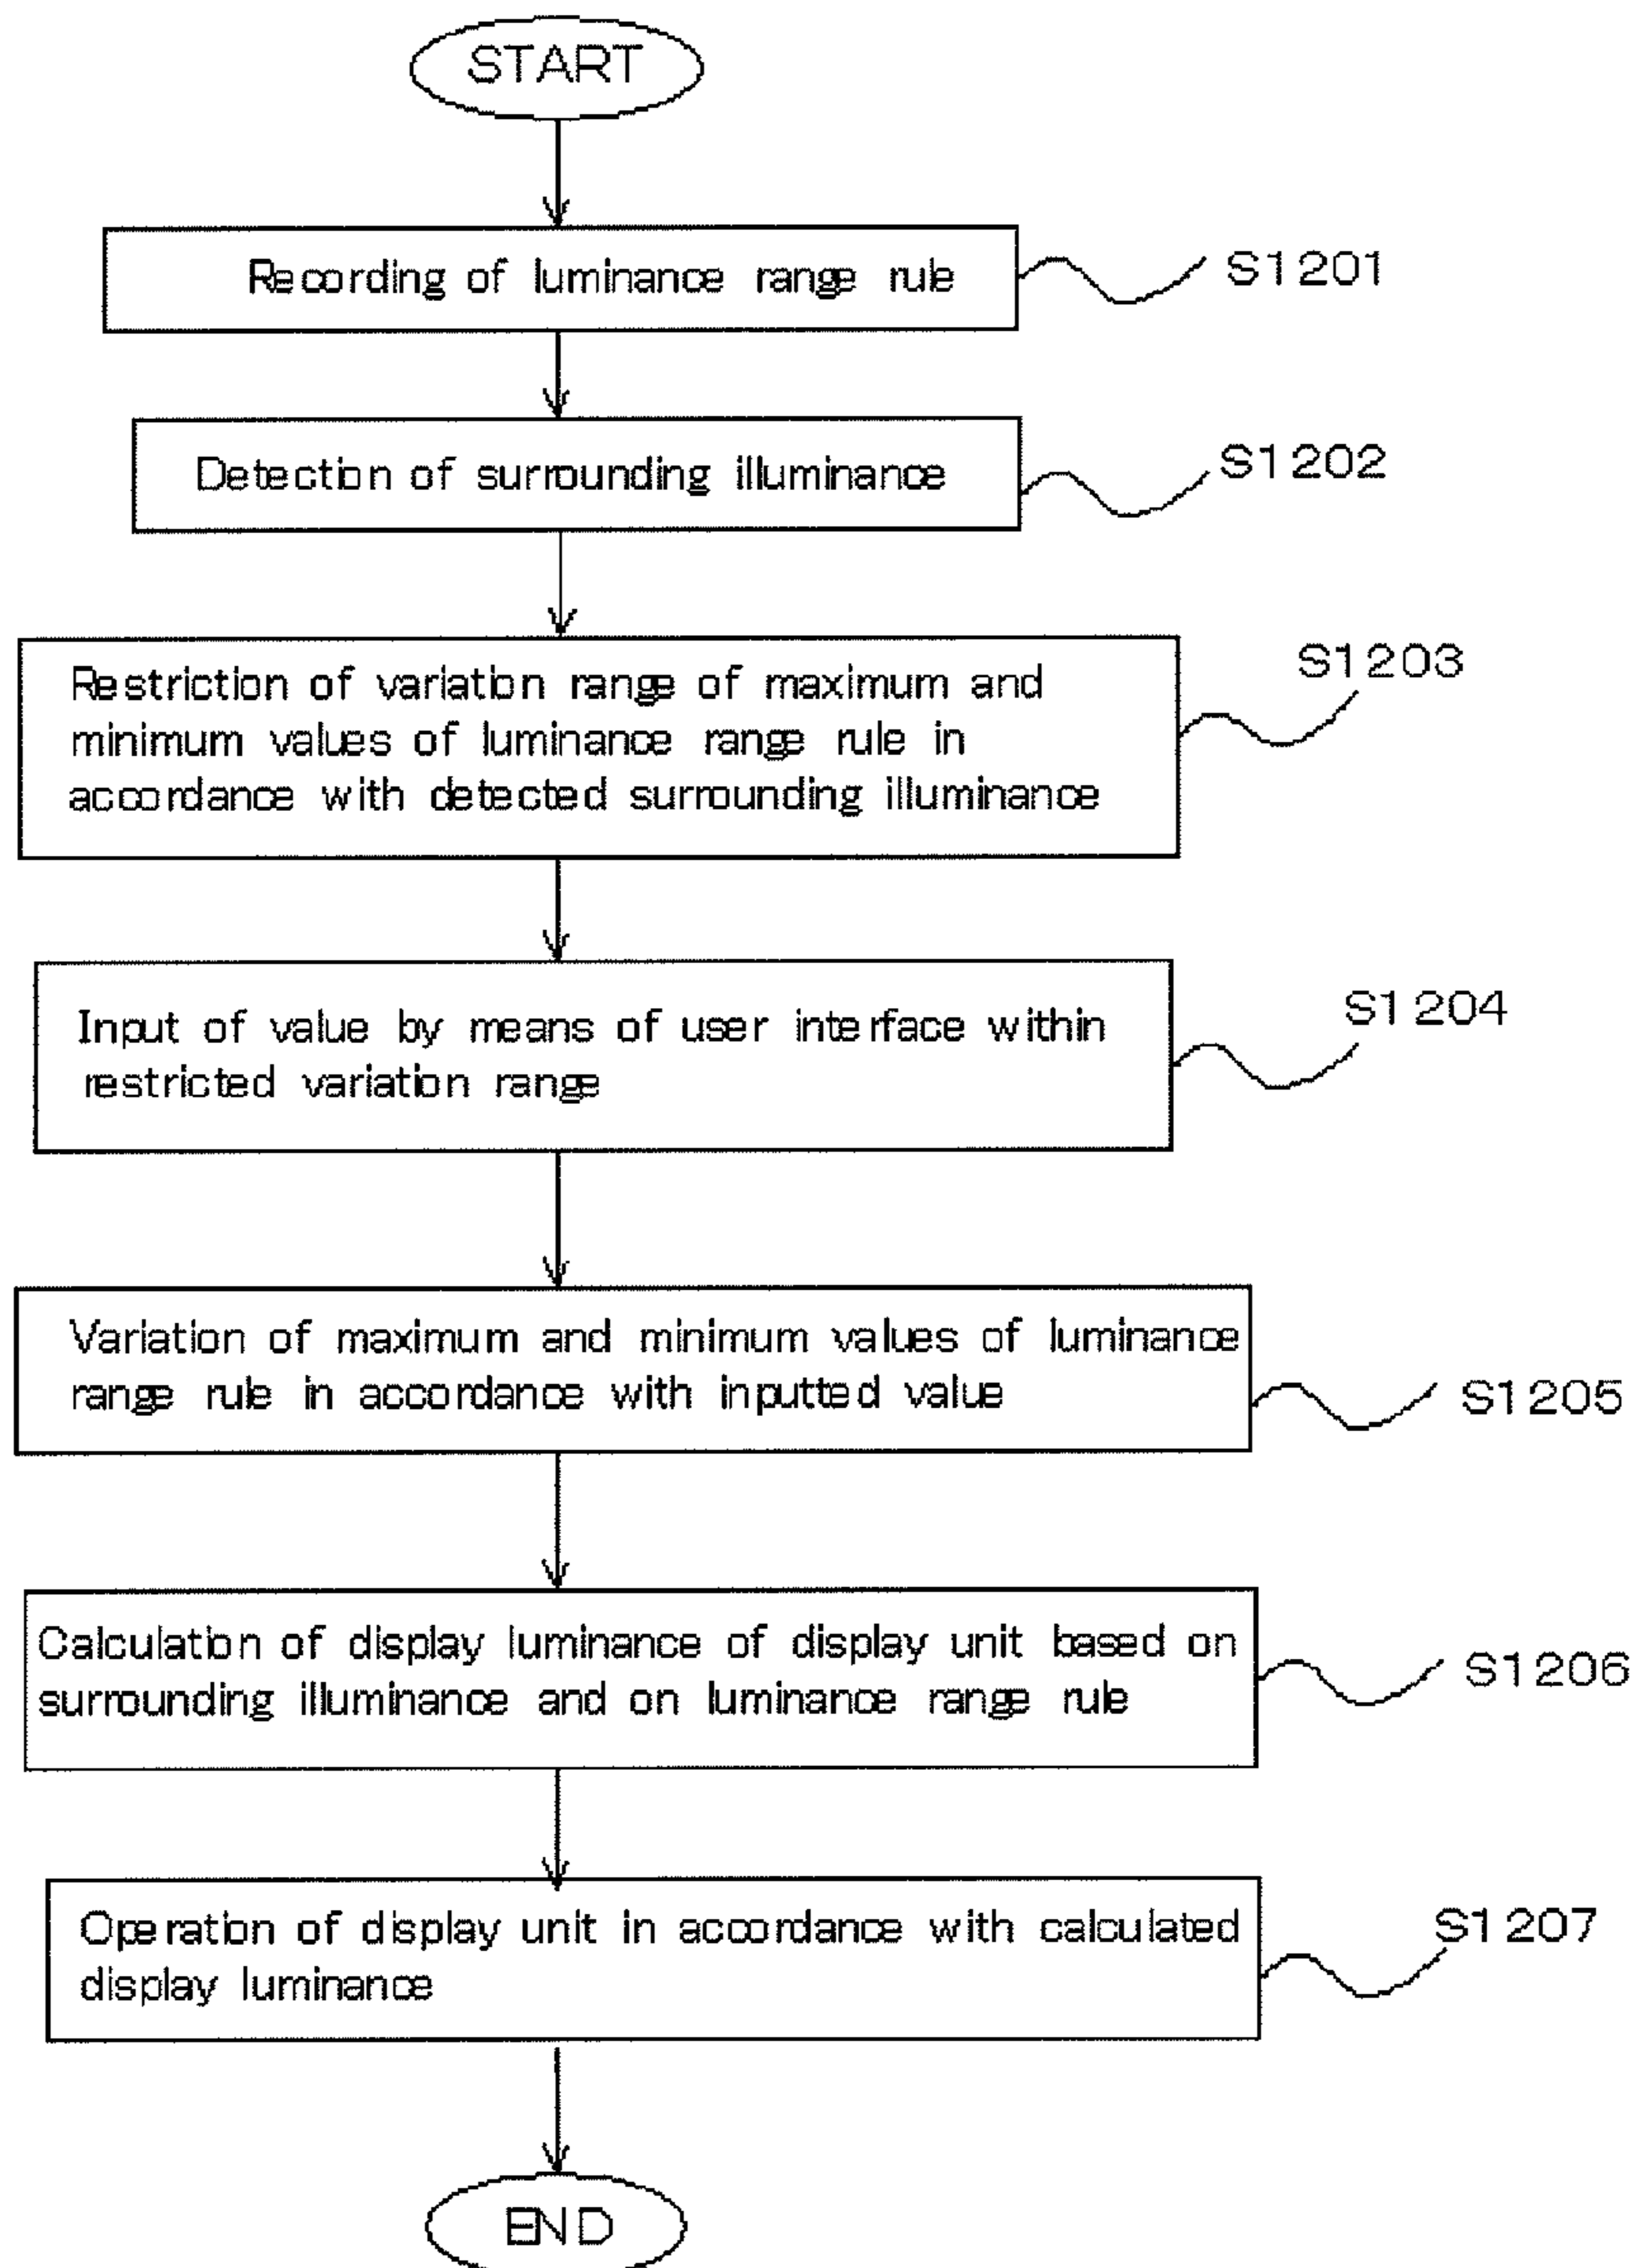 START
Recording of luminance range rule
S1201
Detection of surrounding illuminance
S1202
Restriction of variation range of maximum and
minimum values of luminance range rule in
accordance with detected surrounding illuminance
S1203
Input of value by means of user interface within
restricted variation range
S1204
Variation of maximum and minimum values of luminance
range rule in accordance with inputted value
S1205
Calculation of display luminance of display unit based on
surrounding illuminance and on luminance range rule
S1206
Operation of display unit in accordance with calculated
display luminance
S1207
END